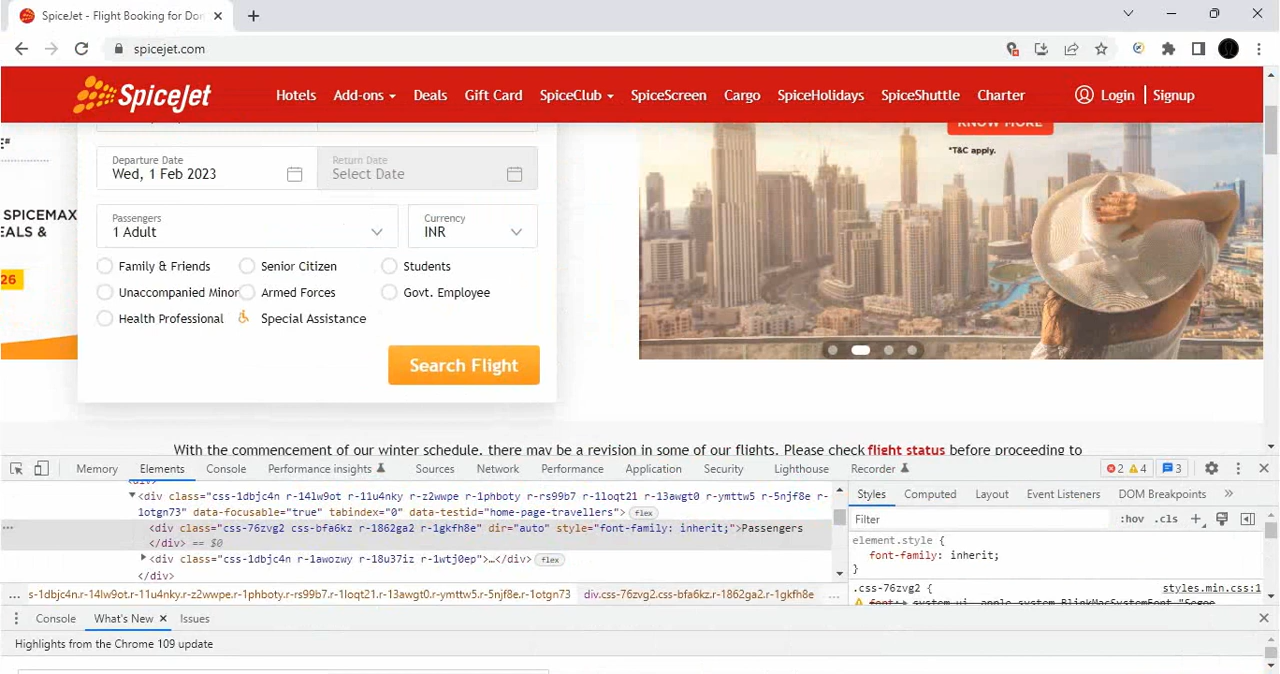 SpiceJet - Flight Booking for Dor
spicejet.com
SpiceJet
Hotels
Add-ons
Deals
Gift Card
SpiceClub
SpiceScreen
Cargo
SpiceHolidays
SpiceShuttle
Charter
Login
Signup
KNOW MORE
*T&C apply.
SPICEMAX
EALS &
26
Departure Date
Wed, 1 Feb 2023
Return Date
Select Date
Passengers
1 Adult
Currency
INR
Family & Friends
Senior Citizen
Students
Unaccompanied Minor
Armed Forces
Govt. Employee
Health Professional
Special Assistance
Search Flight
With the commencement of our winter schedule, there may be a revision in some of our flights. Please check flight status before proceeding to
Memory
Elements
Console
Performance insights
Sources
Network
Performance
Application
Security
Lighthouse
Recorder
2
4
3
<div class="css-1dbjc4n r-14lw9ot r-11u4nky r-z2wwpe r-1phboty r-rs99b7 r-1loqt21 r-13awgt0 r-ymttw5 r-5njf8e r-
1otgn73" data-focusable="true" tabindex="0" data-testid="home-page-travellers"> flex
<div class="css-76zvg2 css-bfa6kz r-1862ga2 r-1gkfh8e" dir="auto" style="font-family: inherit;">Passengers
</div> == $0
<div class="css-1dbjc4n r-1awozwy r-18u37iz r-1wtj0ep">…</div> flex
</div>
... s-1dbjc4n.r-14lw9ot.r-11u4nky.r-z2wwpe.r-1phboty.r-rs99b7.r-1loqt21.r-13awgt0.r-ymttw5.r-5njf8e.r-1otgn73 div.css-76zvg2.css-bfa6kz.r-1862ga2.r-1gkfh8e ...
Styles
Computed
Layout
Event Listeners
DOM Breakpoints
Filter
:hov .cls
element.style {
font-family: inherit;
}
.css-76zvg2 {
styles.min.css:1
font: system-ui,-apple-system,BlinkMacSystemFont,"Segoe
Console
What's New
Issues
Highlights from the Chrome 109 update